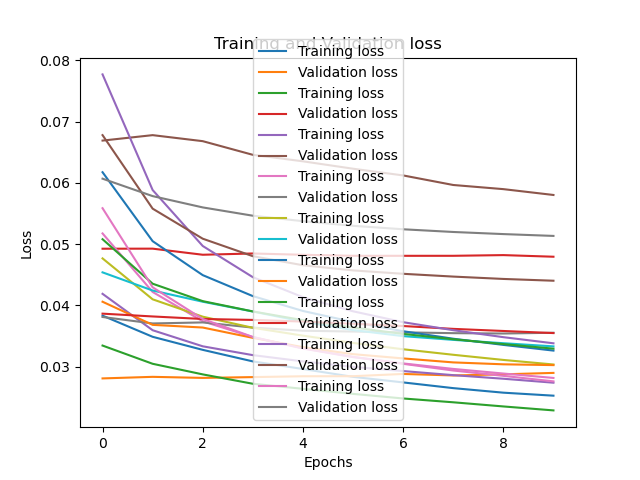 Training and Validation loss
0.08
0.07
0.06
0.05
0.04
0.03
Loss
0 2 4 6 8
Epochs
Training loss
Validation loss
Training loss
Validation loss
Training loss
Validation loss
Training loss
Validation loss
Training loss
Validation loss
Training loss
Validation loss
Training loss
Validation loss
Training loss
Validation loss
Training loss
Validation loss